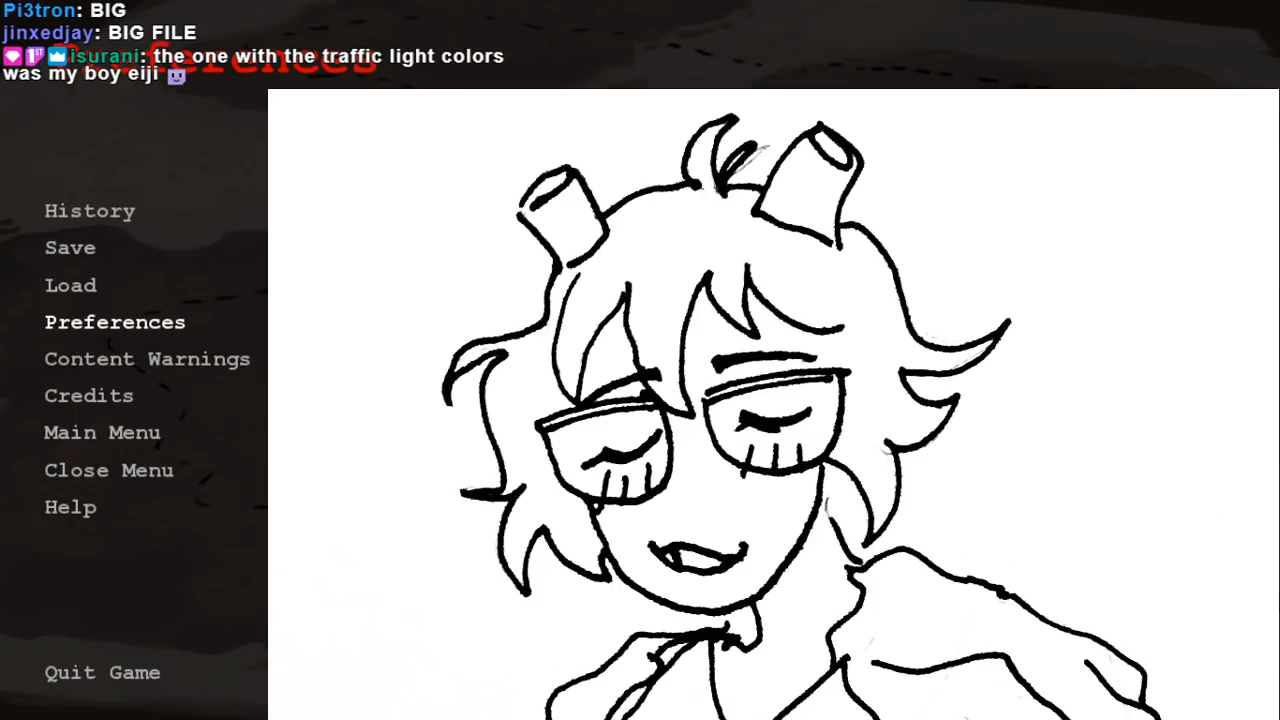 Pi3tron: BIG
jinxedjay: BIG FILE
isurani: the one with the traffic light colors
was my boy eiji
Preferences
History
Save
Load
Preferences
Content Warnings
Credits
Main Menu
Close Menu
Help
Quit Game